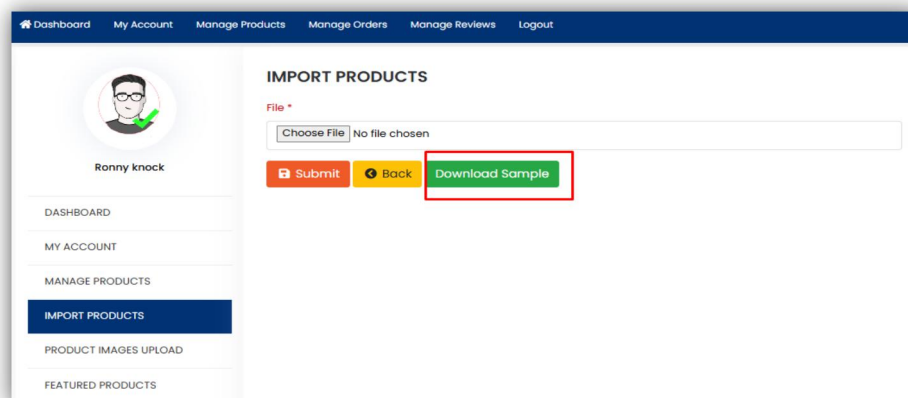 Dashboard My Account Manage Products Manage Orders Manage Reviews Logout
Ronny knock
DASHBOARD
MY ACCOUNT
MANAGE PRODUCTS
IMPORT PRODUCTS
PRODUCT IMAGES UPLOAD
FEATURED PRODUCTS
IMPORT PRODUCTS
File *
Choose File No file chosen
Submit Back Download Sample